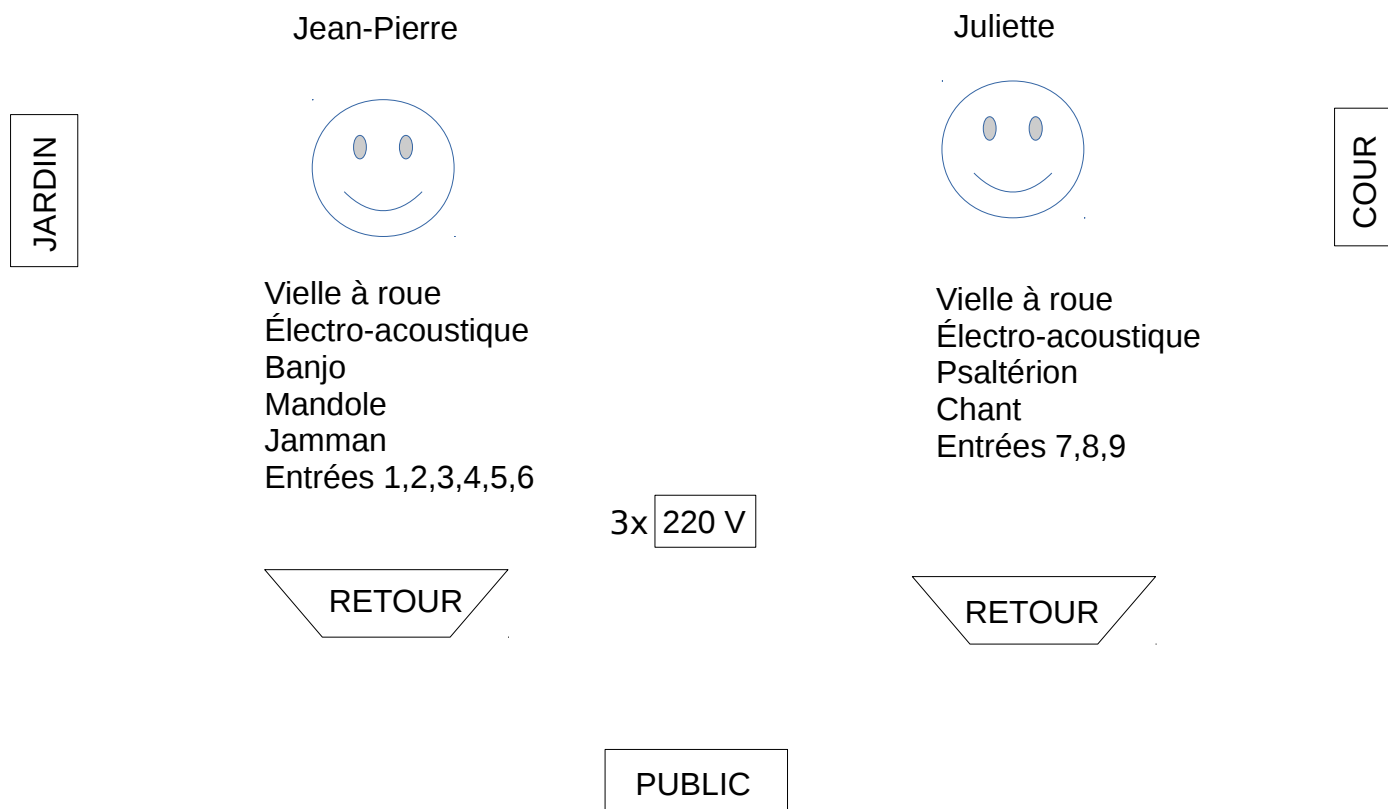 Jean-Pierre
Juliette
JARDIN
COUR
Vielle à roue
Électro-acoustique
Banjo
Mandole
Jamman
Entrées 1,2,3,4,5,6
Vielle à roue
Électro-acoustique
Psaltérion
Chant
Entrées 7,8,9
3x 220 V
RETOUR
RETOUR
PUBLIC